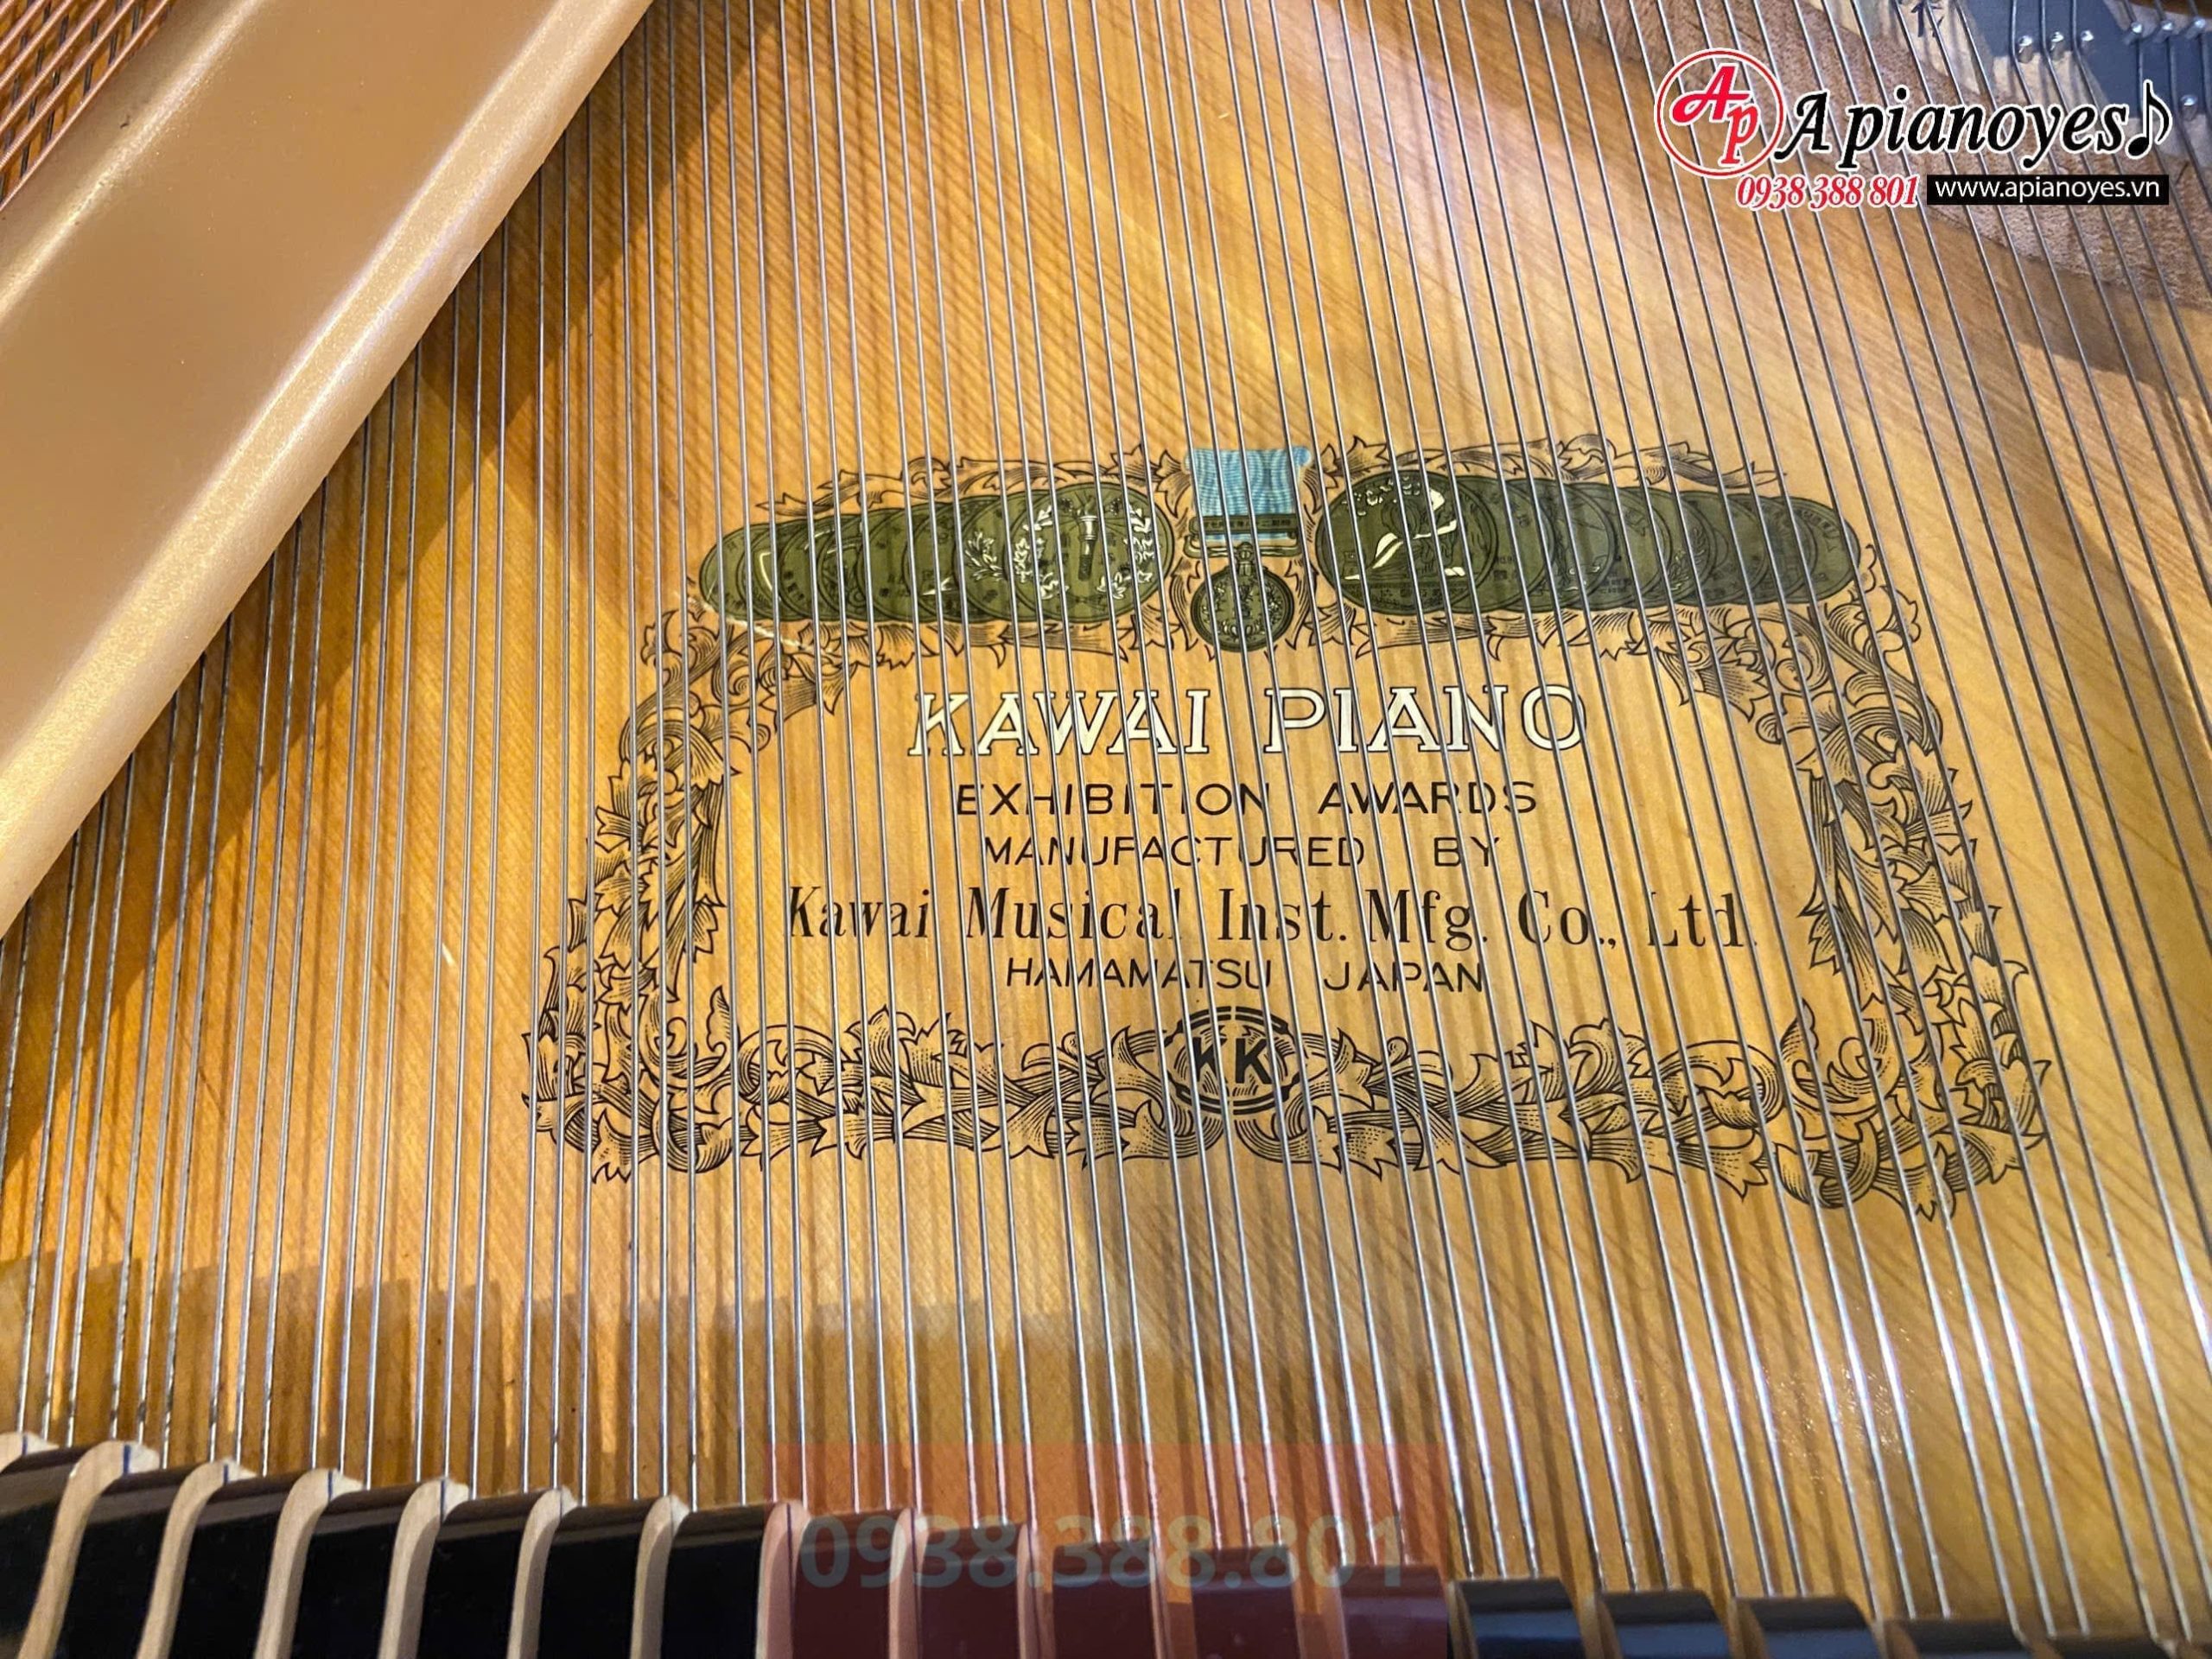 Ap Apianoyes
0938 388 801 www.apianoyes.vn
KAWAI PIANO
EXHIBITION AWARDS
MANUFACTURED BY
Kawai Musical Inst. Mfg. Co., Ltd.
HAMAMATSU JAPAN
KK
0938.388.801